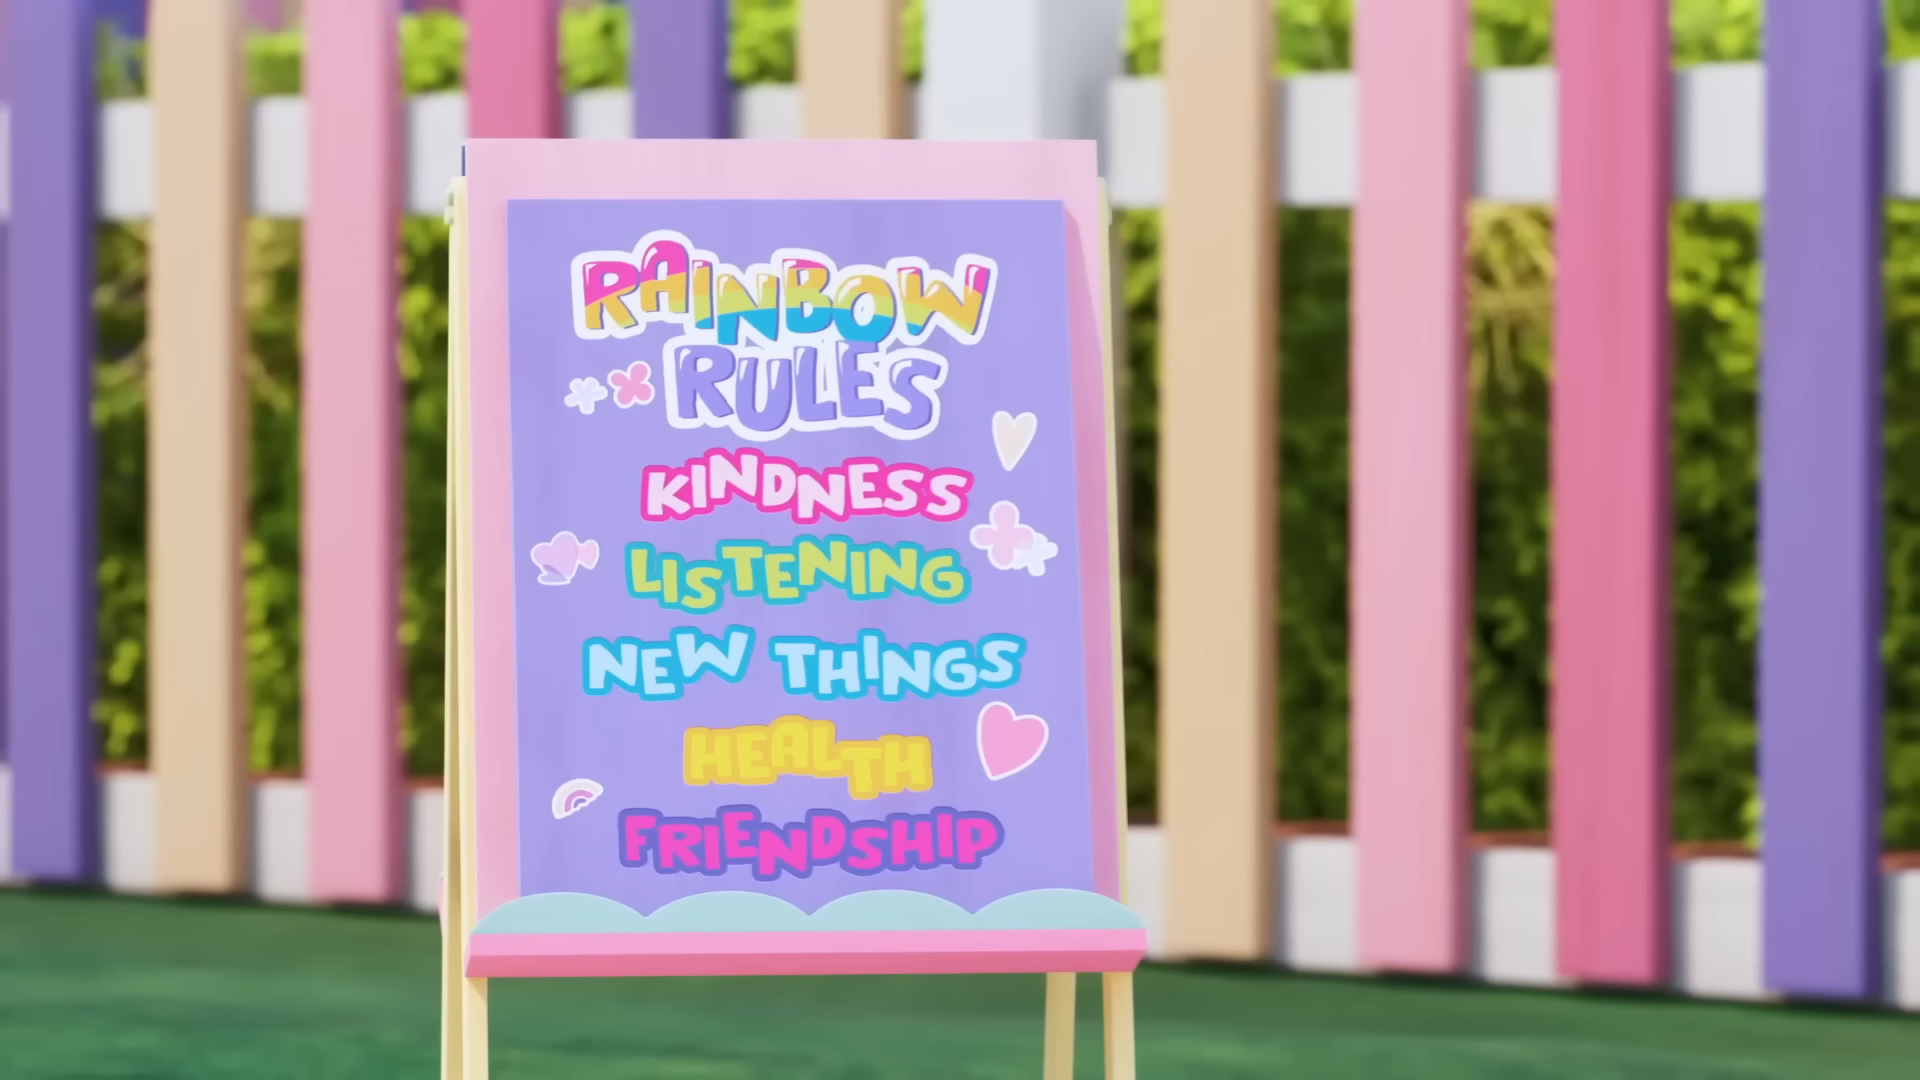 RAINBOW
RULES
KINDNESS
LISTENING
NEW THINGS
HEALTH
FRIENDSHIP